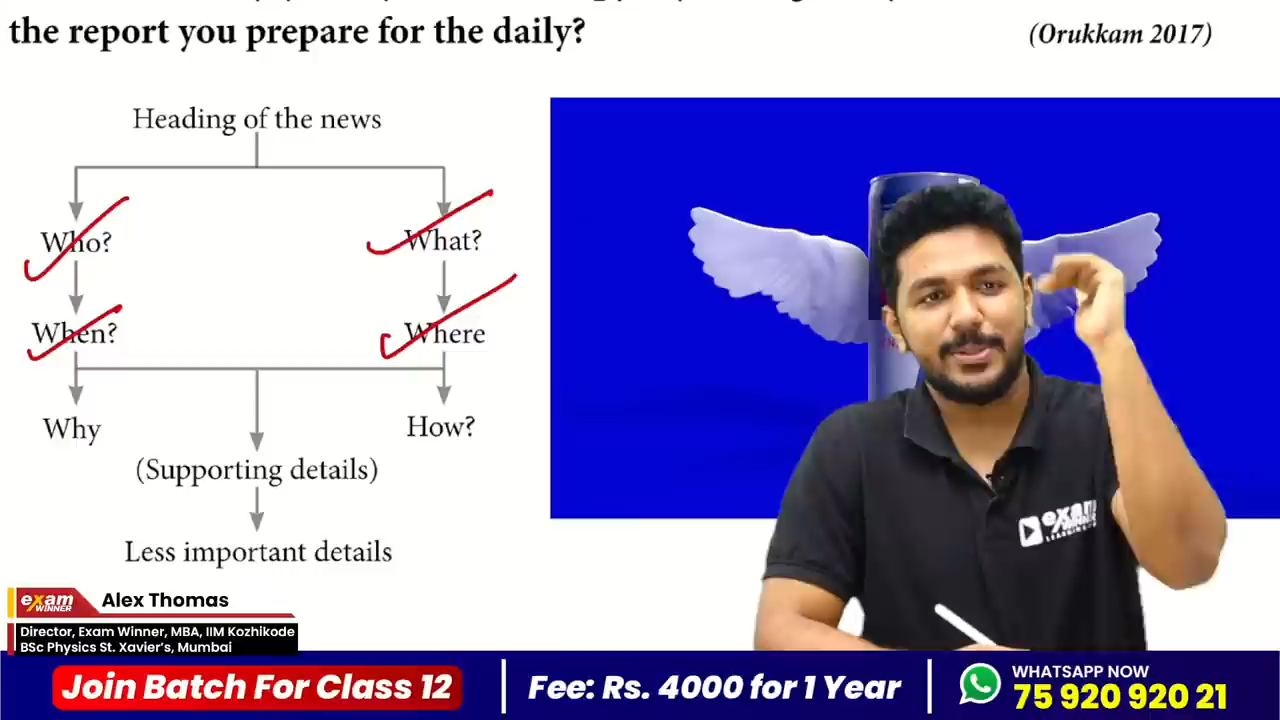 the report you prepare for the daily?
(Orukkam 2017)
Heading of the news
Who?
What?
When?
Where
Why
How?
(Supporting details)
Less important details
exam
WINNER
exam
WINNER
Alex Thomas
Director, Exam Winner, MBA, IIM Kozhikode
BSc Physics St. Xavier's, Mumbai
Join Batch For Class 12
Fee: Rs. 4000 for 1 Year
WHATSAPP NOW
75 920 920 21